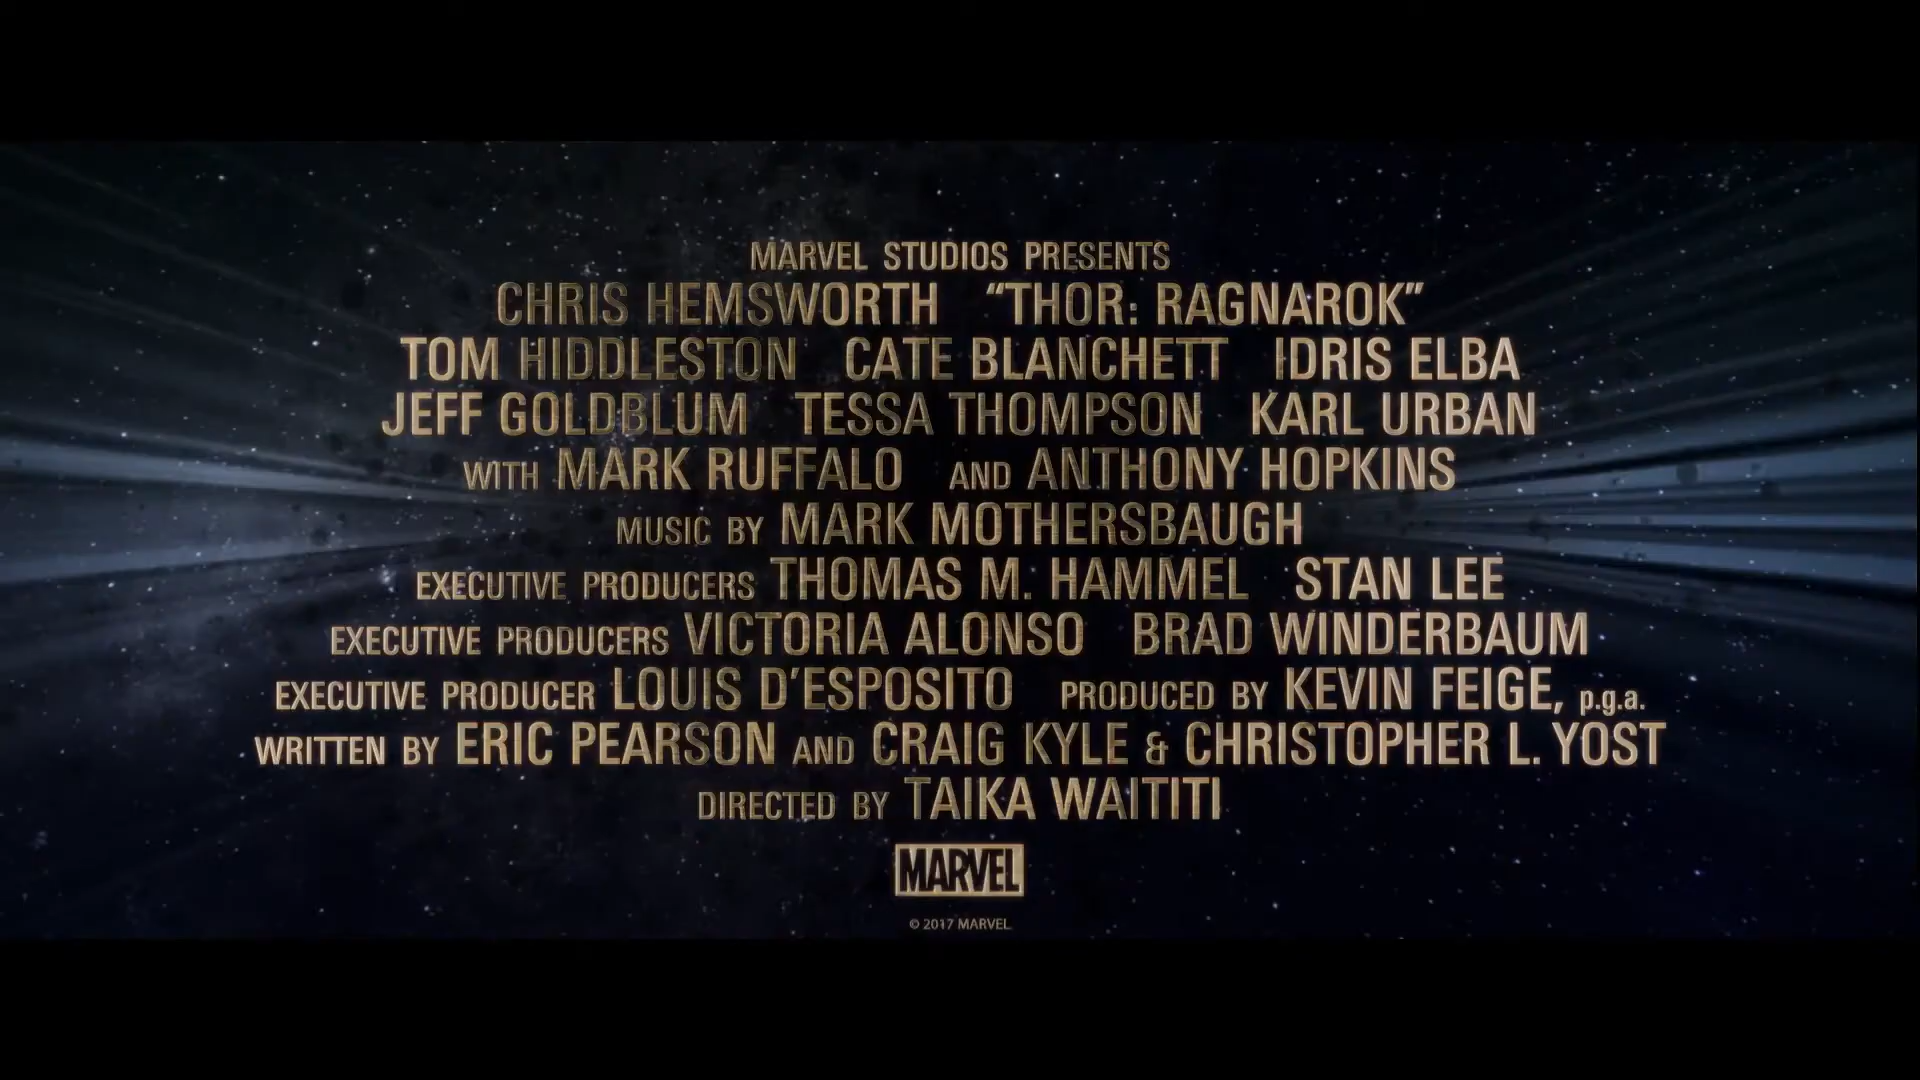 MARVEL STUDIOS PRESENTS
CHRIS HEMSWORTH “THOR: RAGNAROK”
TOM HIDDLESTON CATE BLANCHETT IDRIS ELBA
JEFF GOLDBLUM TESSA THOMPSON KARL URBAN
WITH MARK RUFFALO AND ANTHONY HOPKINS
MUSIC BY MARK MOTHERSBAUGH
EXECUTIVE PRODUCERS THOMAS M. HAMMEL STAN LEE
EXECUTIVE PRODUCERS VICTORIA ALONSO BRAD WINDERBAUM
EXECUTIVE PRODUCER LOUIS D’ESPOSITO PRODUCED BY KEVIN FEIGE, p.g.a.
WRITTEN BY ERIC PEARSON AND CRAIG KYLE & CHRISTOPHER L. YOST
DIRECTED BY TAIKA WAITITI
MARVEL
© 2017 MARVEL